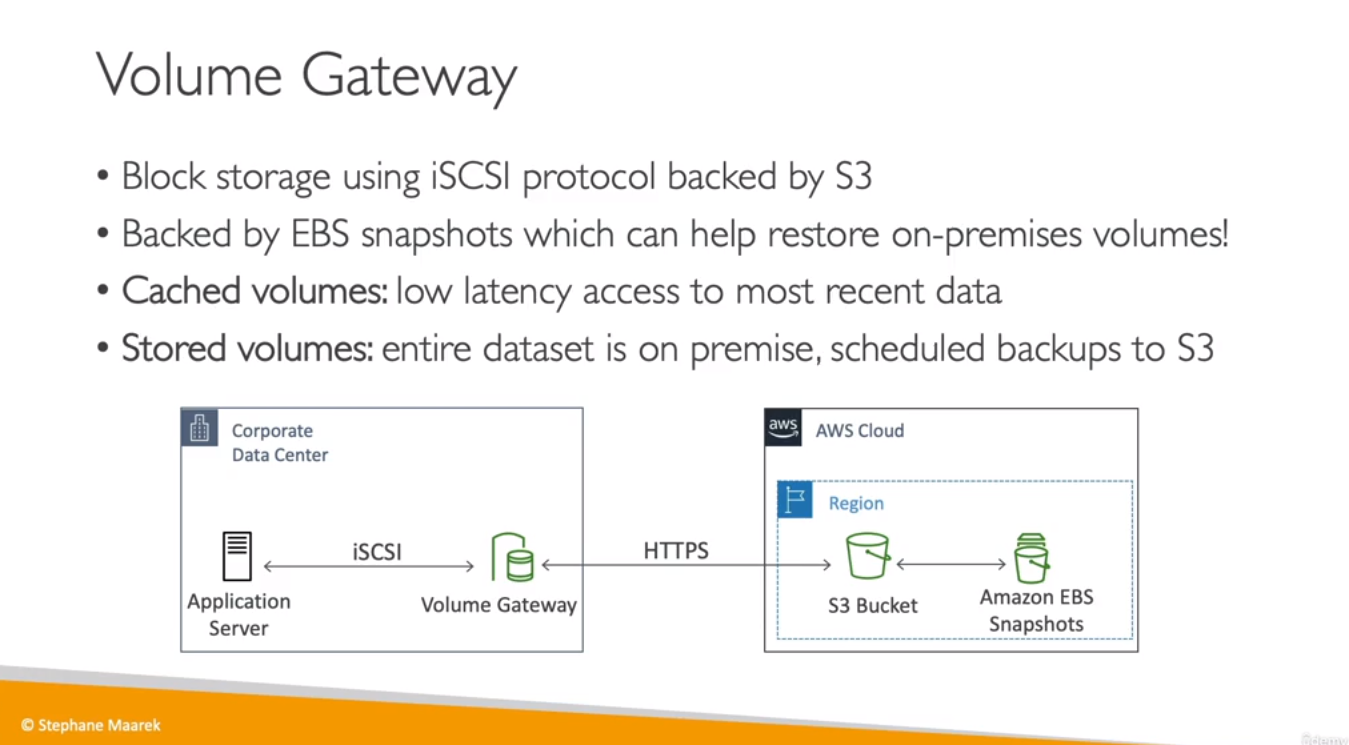 Volume Gateway
• Block storage using iSCSI protocol backed by S3
• Backed by EBS snapshots which can help restore on-premises volumes!
• Cached volumes: low latency access to most recent data
• Stored volumes: entire dataset is on premise, scheduled backups to S3
Corporate
Data Center
aws
AWS Cloud
Region
iSCSI
HTTPS
Application
Server
Volume Gateway
S3 Bucket
Amazon EBS
Snapshots
© Stephane Maarek
ûdemy